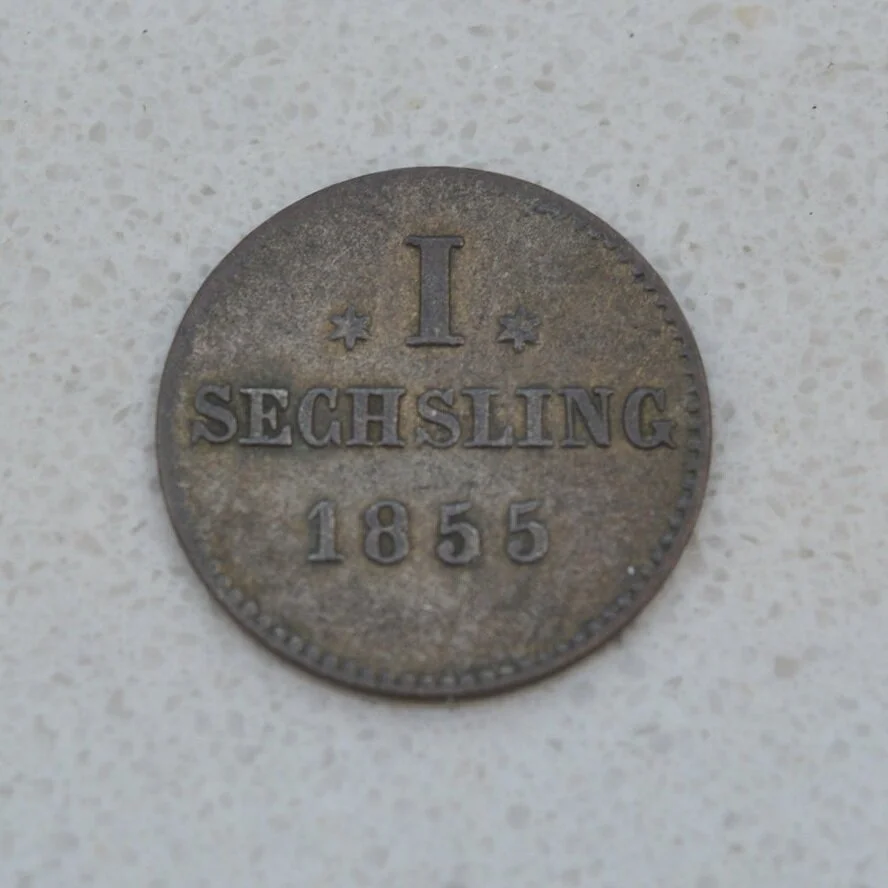 * I *
SECHSLING
1855